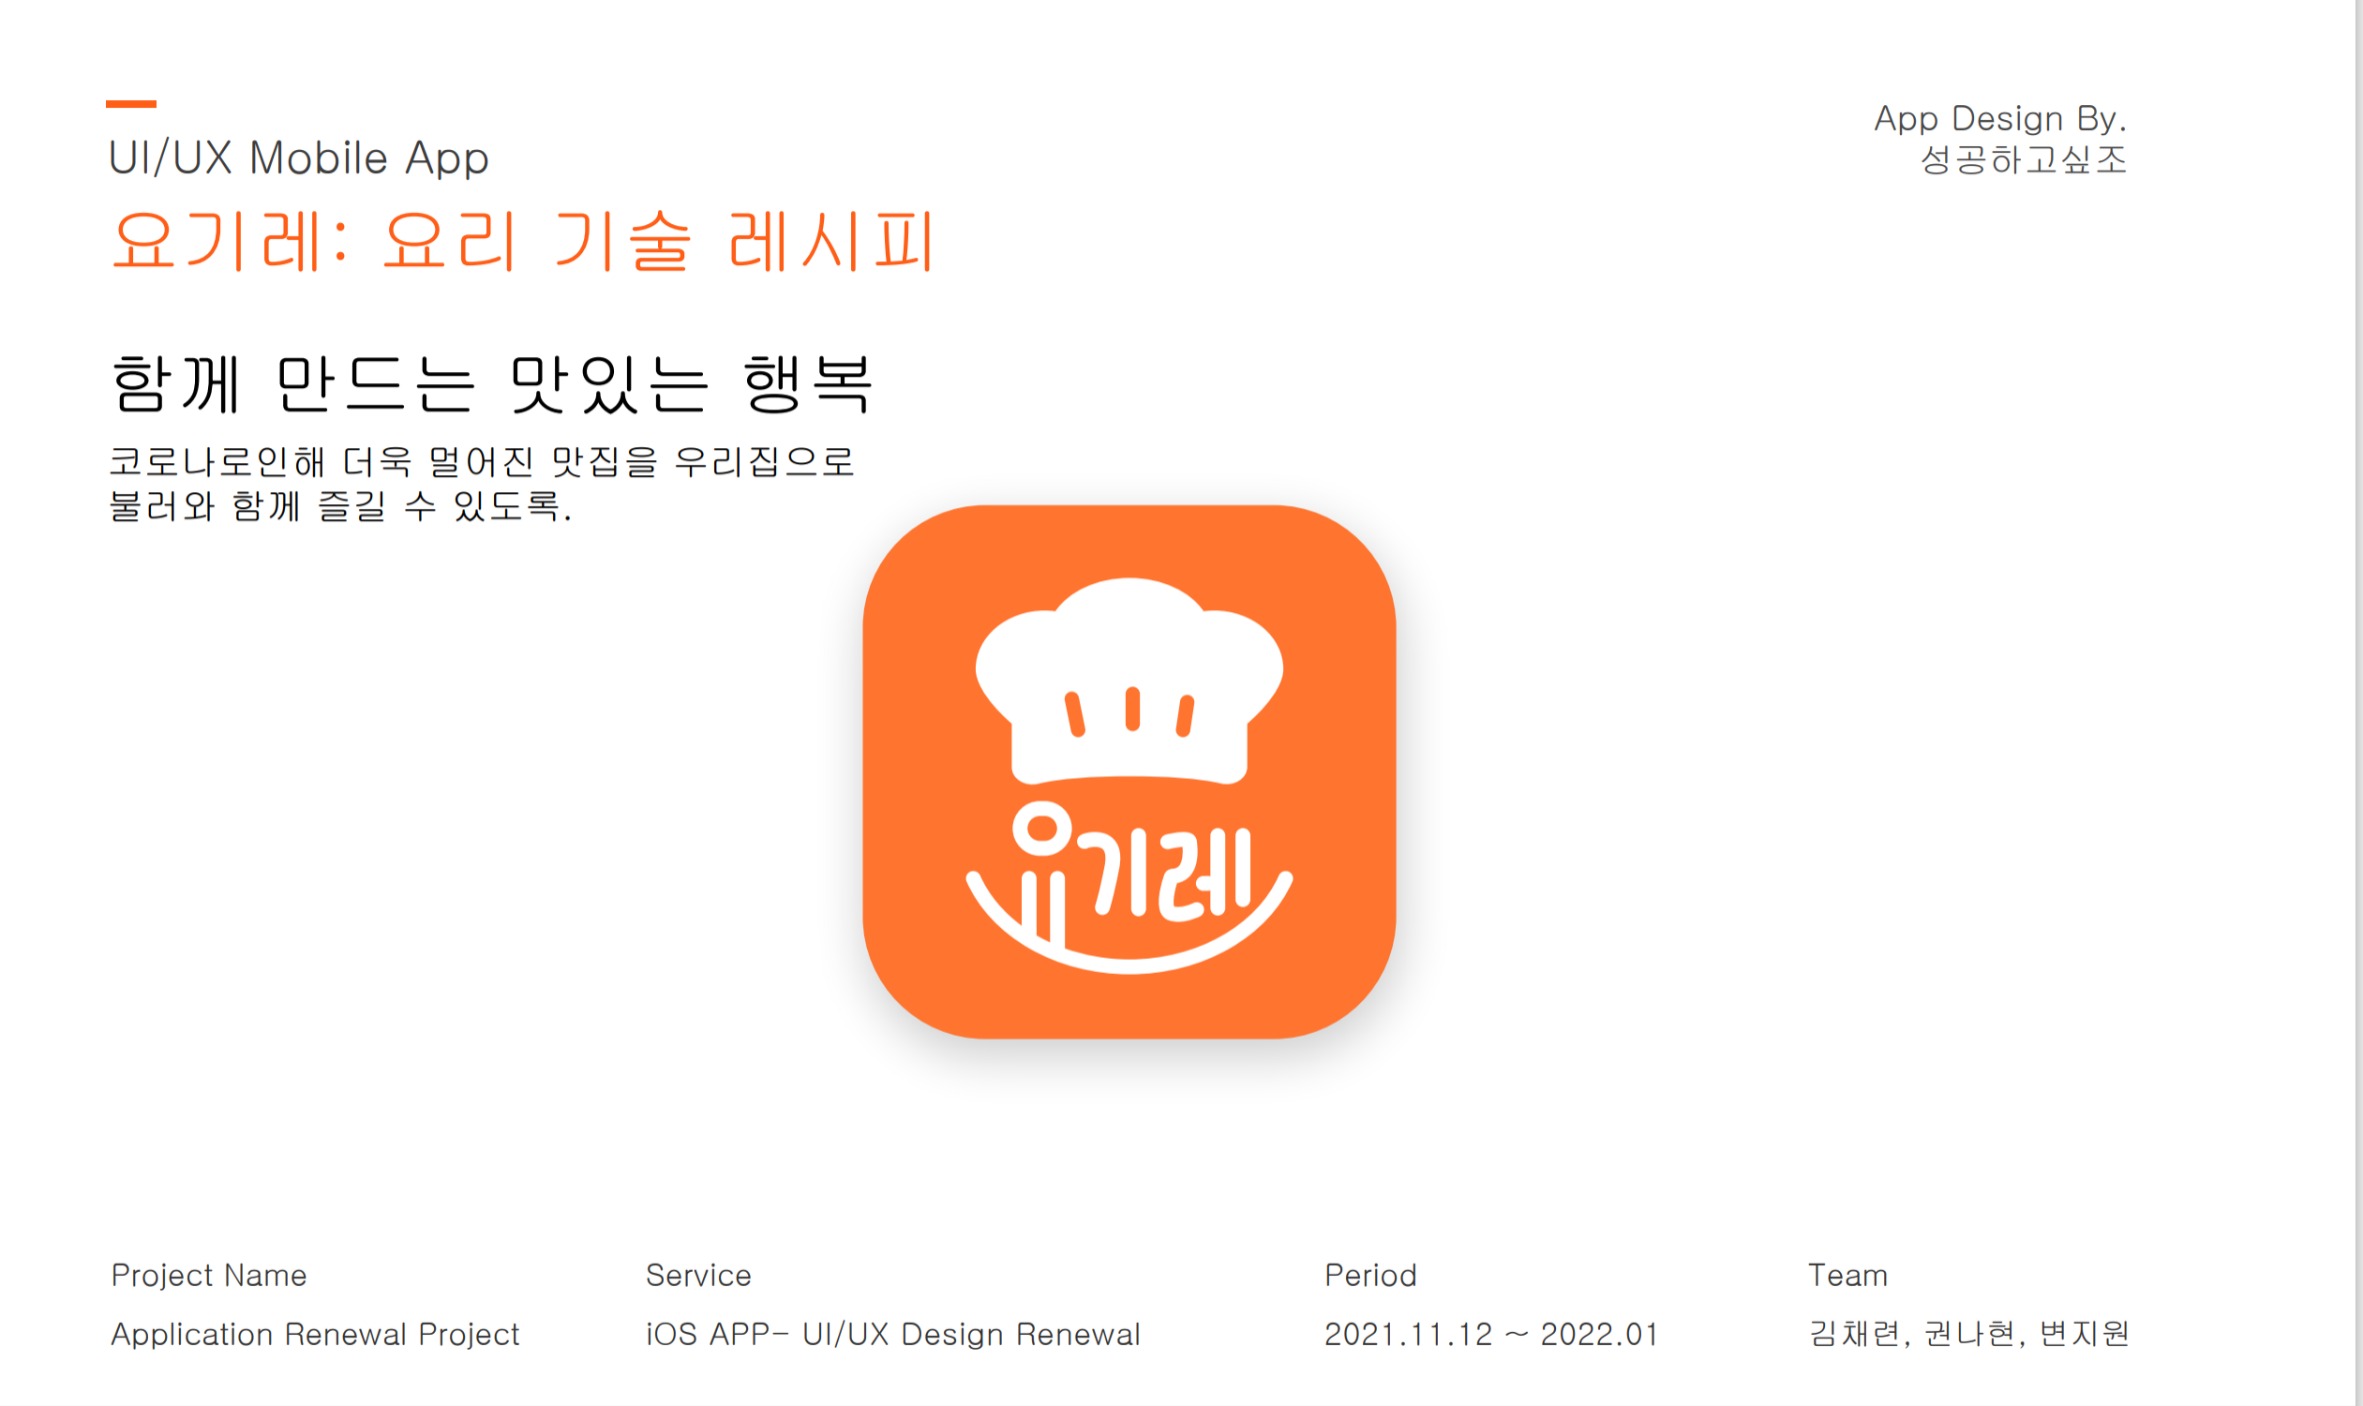 UI/UX Mobile App
요기레: 요리 기술 레시피
App Design By.
성공하고싶조
함께 만드는 맛있는 행복
코로나로인해 더욱 멀어진 맛집을 우리집으로
불러와 함께 즐길 수 있도록.
요기레
Project Name
Application Renewal Project
Service
iOS APP- UI/UX Design Renewal
Period
2021.11.12 ~ 2022.01
Team
김채련, 권나현, 변지원